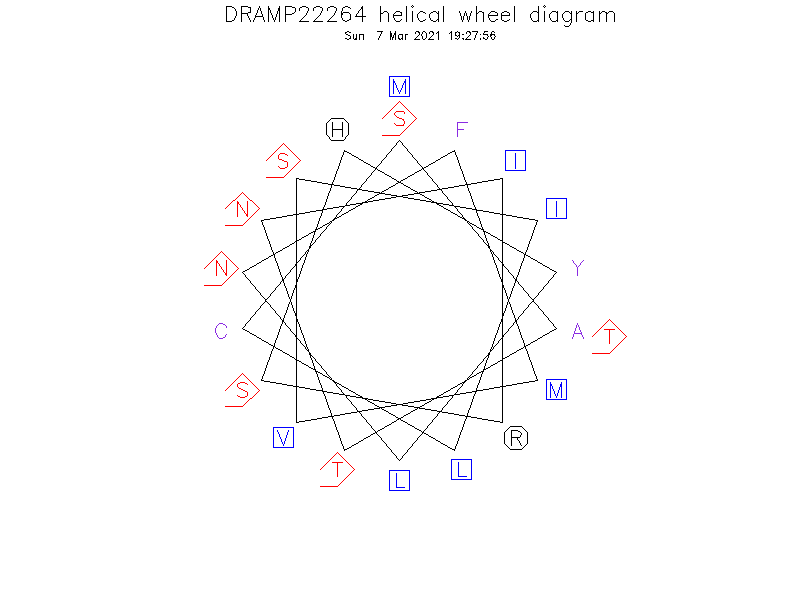 DRAMP22264 helical wheel diagram
Sun 7 Mar 2021 19:27:56
M
S
H F
S I
N I
N Y
C A T
S M
V R
T L
L